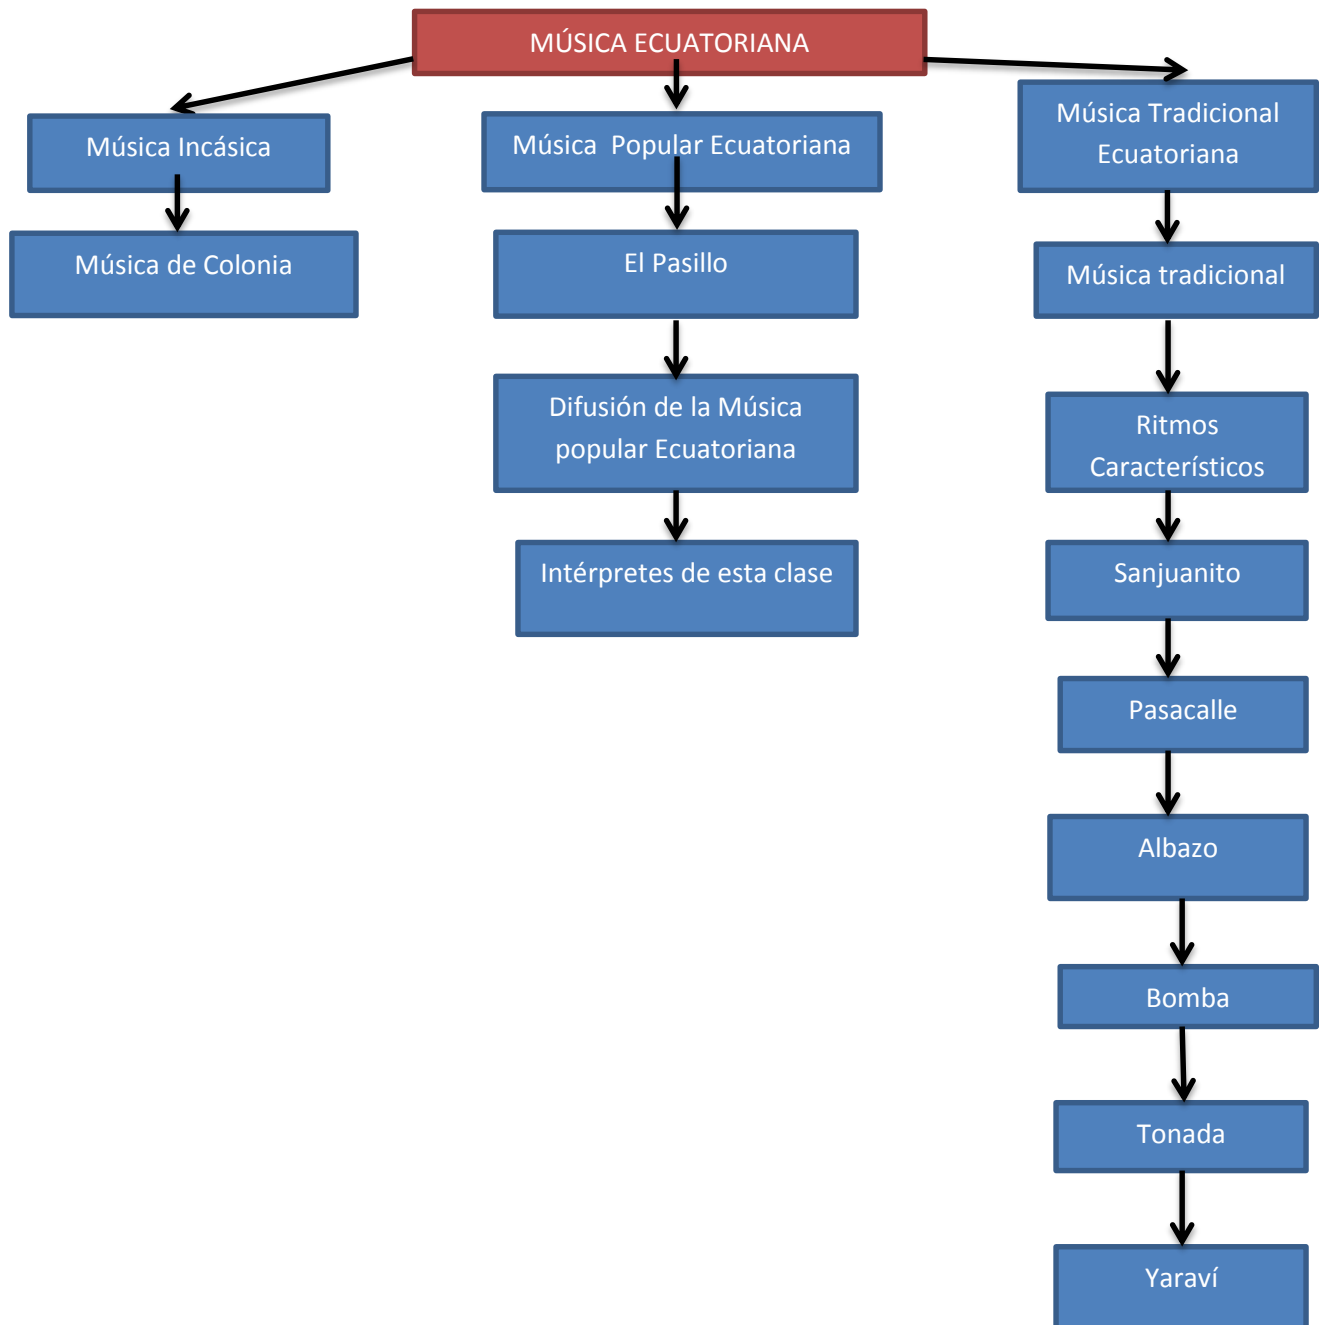 MÚSICA ECUATORIANA
Música Incásica
Música de Colonia
Música  Popular Ecuatoriana
El Pasillo
Difusión de la Música
popular Ecuatoriana
Intérpretes de esta clase
Música Tradicional
Ecuatoriana
Música tradicional
Ritmos
Característicos
Sanjuanito
Pasacalle
Albazo
Bomba
Tonada
Yaraví